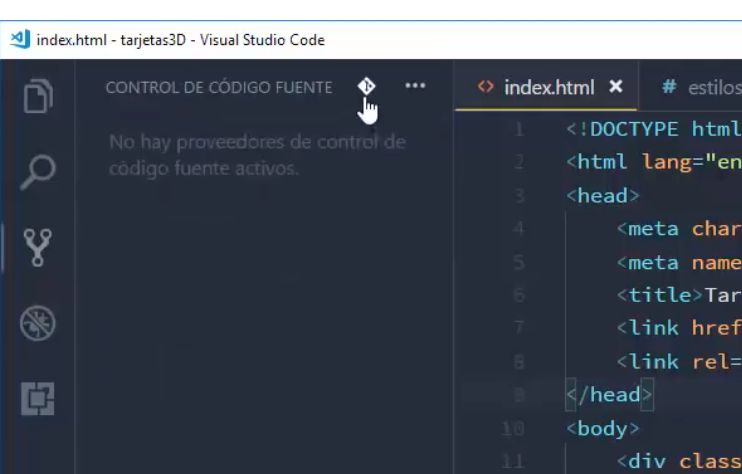 index.html - tarjetas3D - Visual Studio Code
CONTROL DE CÓDIGO FUENTE
No hay proveedores de control de
código fuente activos.
<> index.html × # estilos
1 <!DOCTYPE html
2 <html lang="en
3 <head>
4 <meta char
5 <meta name
6 <title>Tar
7 <link href
8 <link rel=
9 </head>
10 <body>
11 <div class